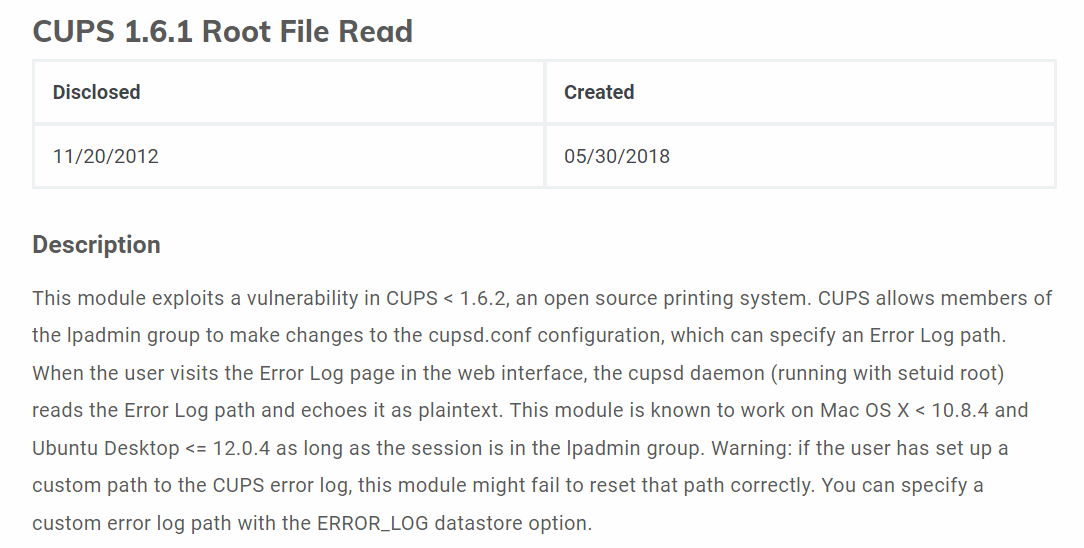 CUPS 1.6.1 Root File Read
Disclosed
Created
11/20/2012
05/30/2018
Description
This module exploits a vulnerability in CUPS < 1.6.2, an open source printing system. CUPS allows members of
the lpadmin group to make changes to the cupsd.conf configuration, which can specify an Error Log path.
When the user visits the Error Log page in the web interface, the cupsd daemon (running with setuid root)
reads the Error Log path and echoes it as plaintext. This module is known to work on Mac OS X < 10.8.4 and
Ubuntu Desktop <= 12.0.4 as long as the session is in the lpadmin group. Warning: if the user has set up a
custom path to the CUPS error log, this module might fail to reset that path correctly. You can specify a
custom error log path with the ERROR_LOG datastore option.